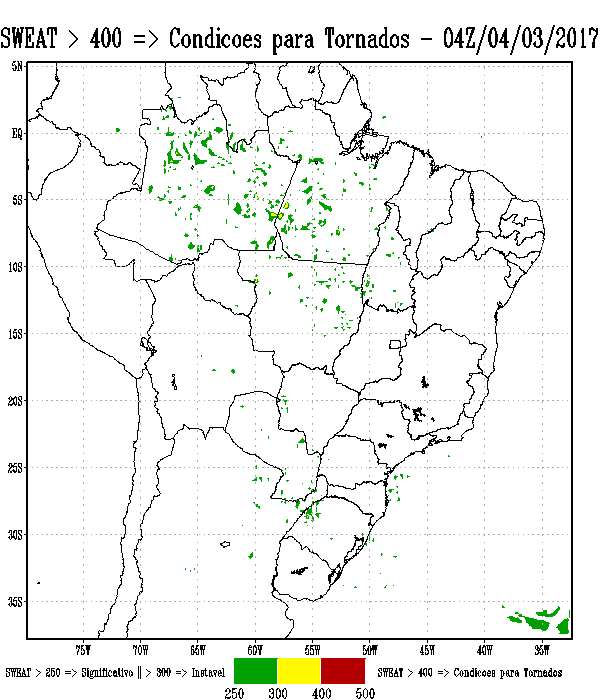 SWEAT > 400 => Condicoes para Tornados - 04Z/04/03/2017
5N
EQ
5S
10S
15S
20S
25S
30S
35S
75W 70W 65W 60W 55W 50W 45W 40W 35W
SWEAT > 250 => Significativo || > 300 => Instavel
SWEAT > 400 => Condicoes para Tornados
250 300 400 500